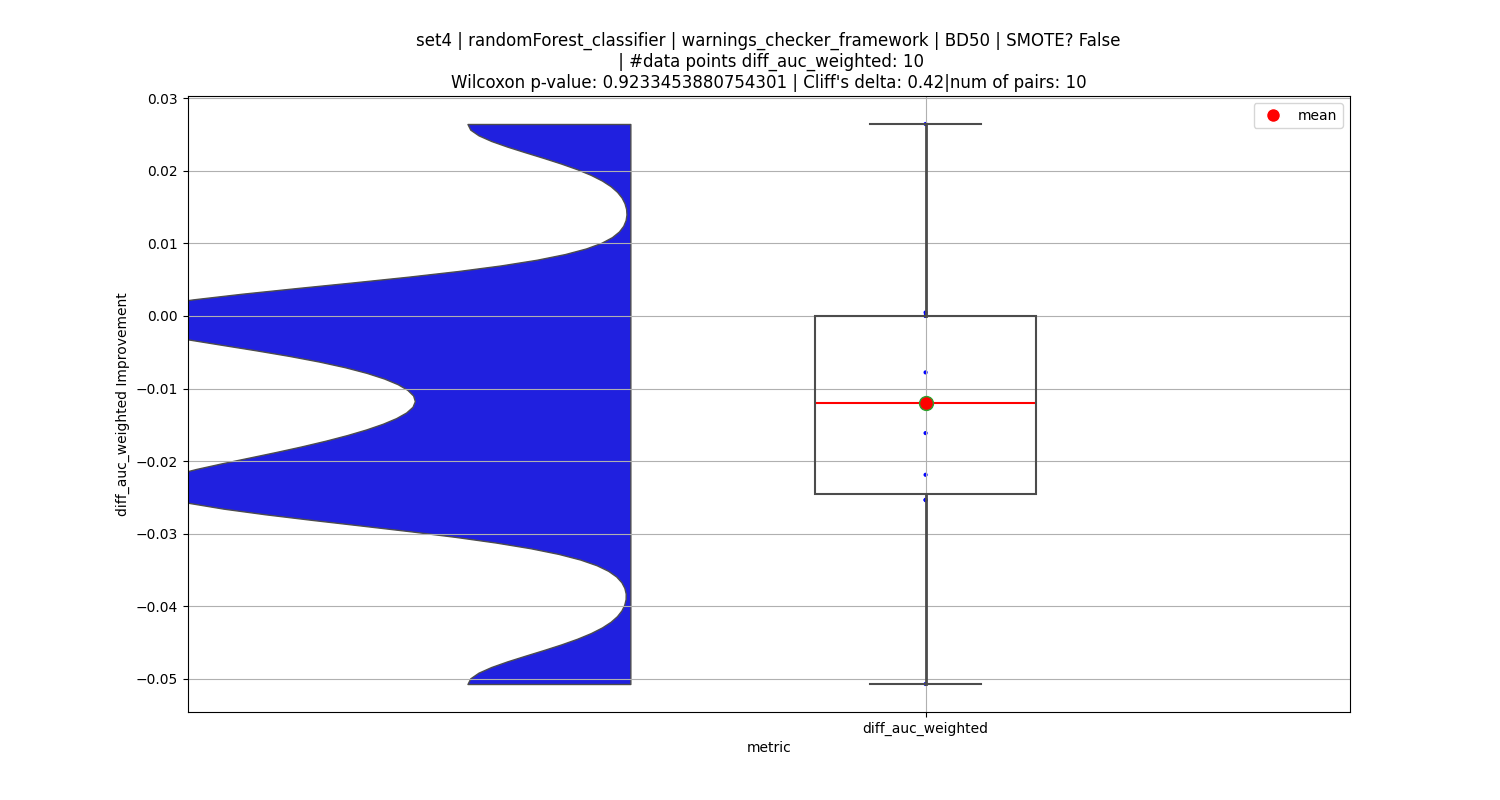 set4 | randomForest_classifier | warnings_checker_framework | BD50 | SMOTE? False
| #data points diff_auc_weighted: 10
Wilcoxon p-value: 0.9233453880754301 | Cliff's delta: 0.42|num of pairs: 10
mean
0.03
0.02
0.01
0.00
−0.01
−0.02
−0.03
−0.04
−0.05
diff_auc_weighted Improvement
diff_auc_weighted
metric